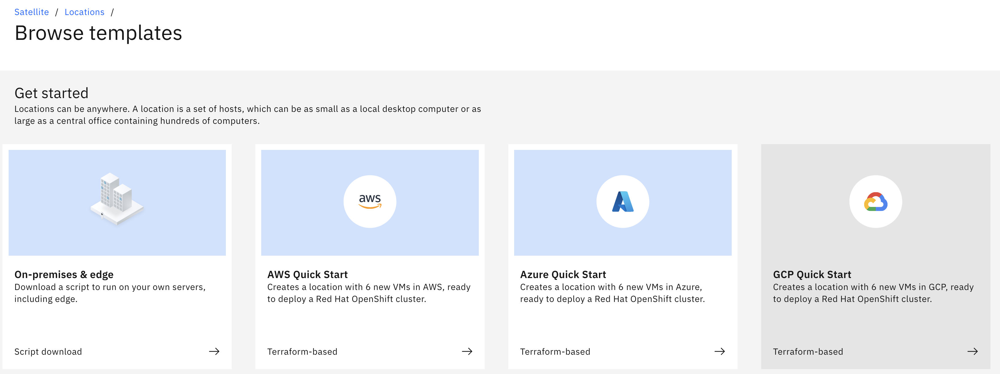 Satellite / Locations /
Browse templates
Get started
Locations can be anywhere. A location is a set of hosts, which can be as small as a local desktop computer or as
large as a central office containing hundreds of computers.
On-premises & edge
Download a script to run on your own servers,
including edge.
Script download
aws
AWS Quick Start
Creates a location with 6 new VMs in AWS, ready
to deploy a Red Hat OpenShift cluster.
Terraform-based
Azure Quick Start
Creates a location with 6 new VMs in Azure,
ready to deploy a Red Hat OpenShift cluster.
Terraform-based
GCP Quick Start
Creates a location with 6 new VMs in GCP, ready
to deploy a Red Hat OpenShift cluster.
Terraform-based